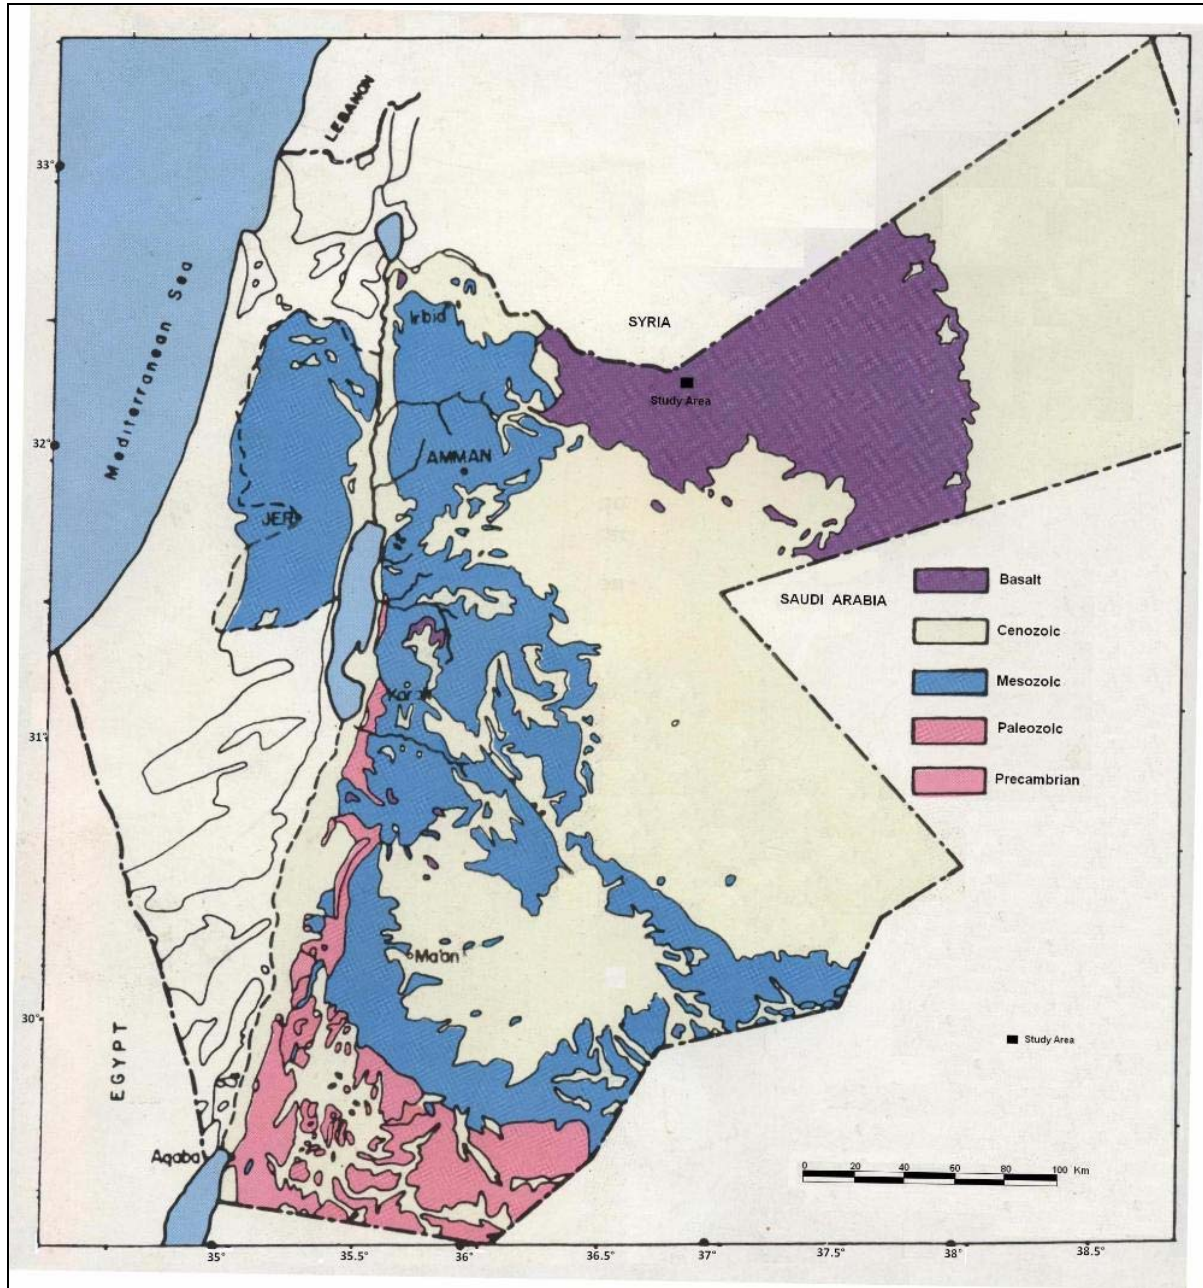 LEBANON
33°
Mediterranean Sea
Irbid
SYRIA
Study Area
32°
AMMAN
JER
SAUDI ARABIA
Basalt
Cenozoic
Mesozoic
Paleozoic
Precambrian
31°
Ma'an
30°
EGYPT
Study Area
Aqaba
0 20 40 60 80 100 Km
35° 35.5° 36° 36.5° 37° 37.5° 38° 38.5°